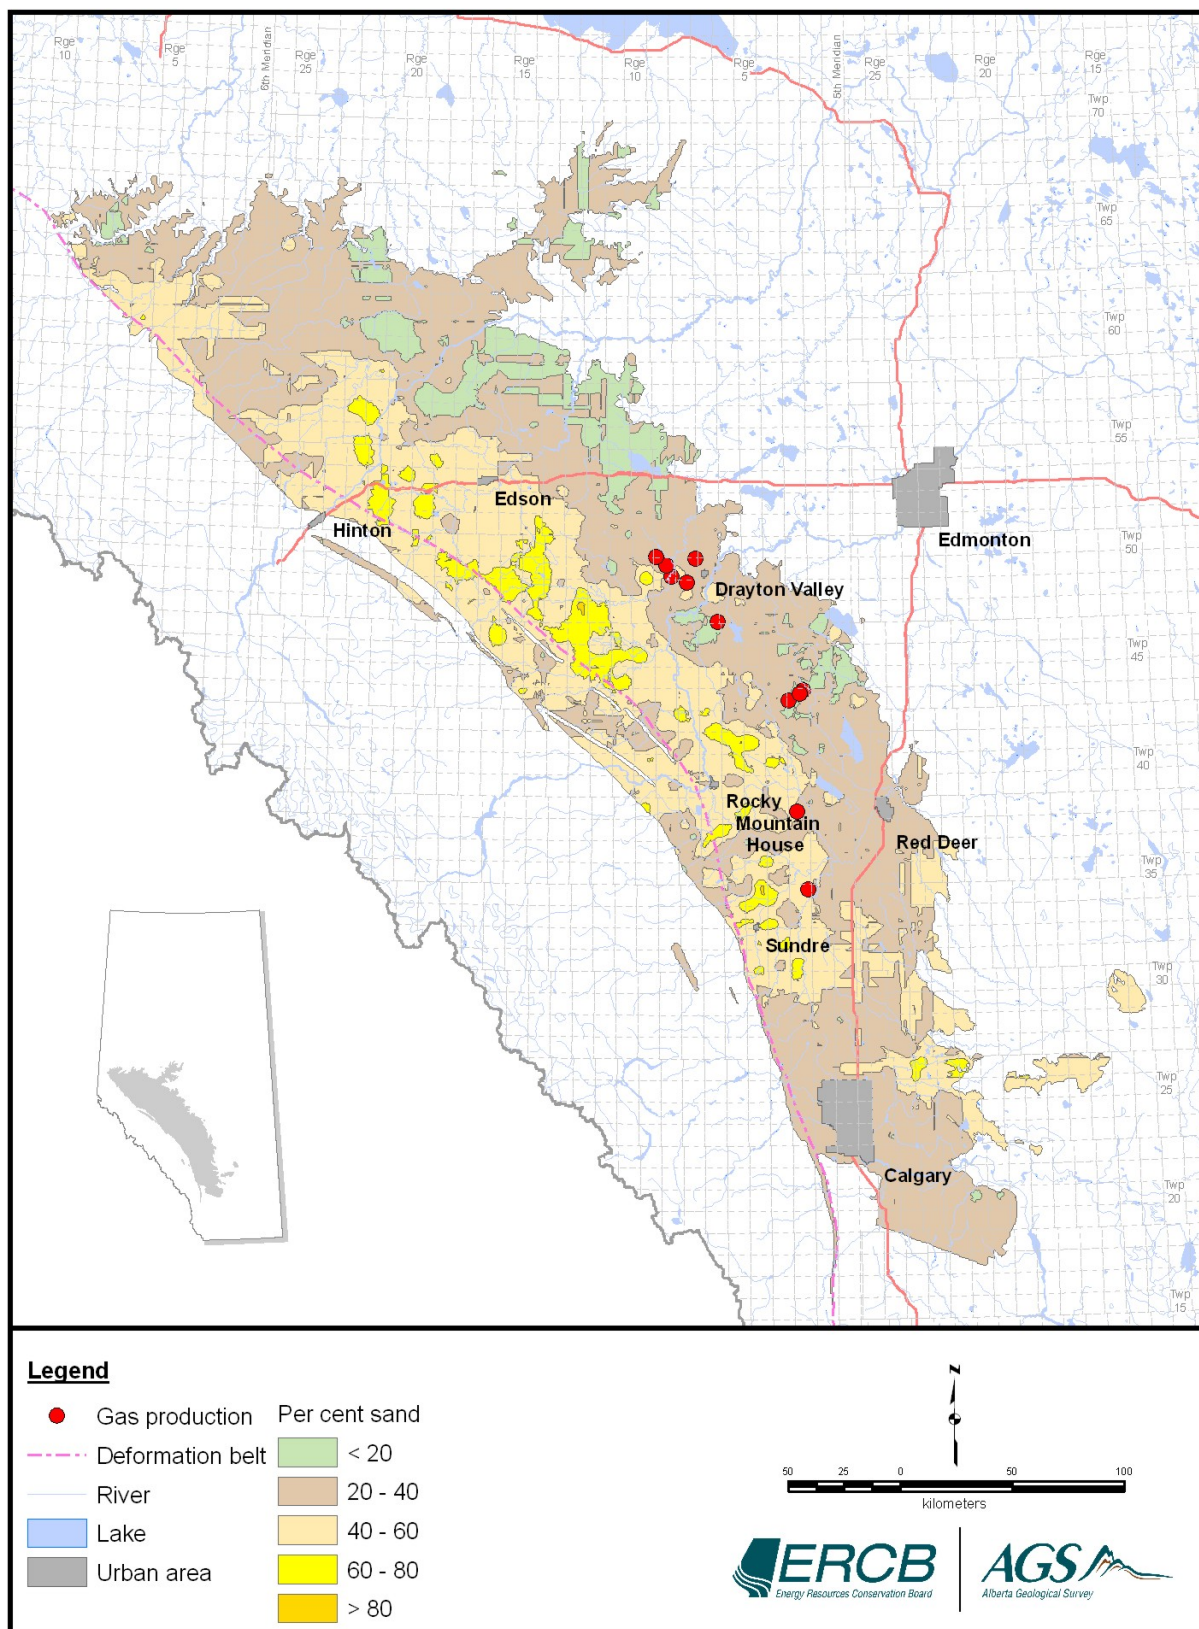 Rge
10
Rge
5
6th Meridian
Rge
25
Rge
20
Rge
15
Rge
10
Rge
5
5th Meridian
Rge
25
Rge
20
Rge
15
Twp
70
Twp
65
Twp
60
Twp
55
Twp
50
Twp
45
Twp
40
Twp
35
Twp
30
Twp
25
Twp
20
Twp
15
Edson
Hinton
Edmonton
Drayton Valley
Rocky
Mountain
House
Red Deer
Sundre
Calgary
Legend
Gas production
Deformation belt
River
Lake
Urban area
Per cent sand
< 20
20 - 40
40 - 60
60 - 80
> 80
N
50 25 0 50 100
kilometers
ERCB
Energy Resources Conservation Board
AGS
Alberta Geological Survey